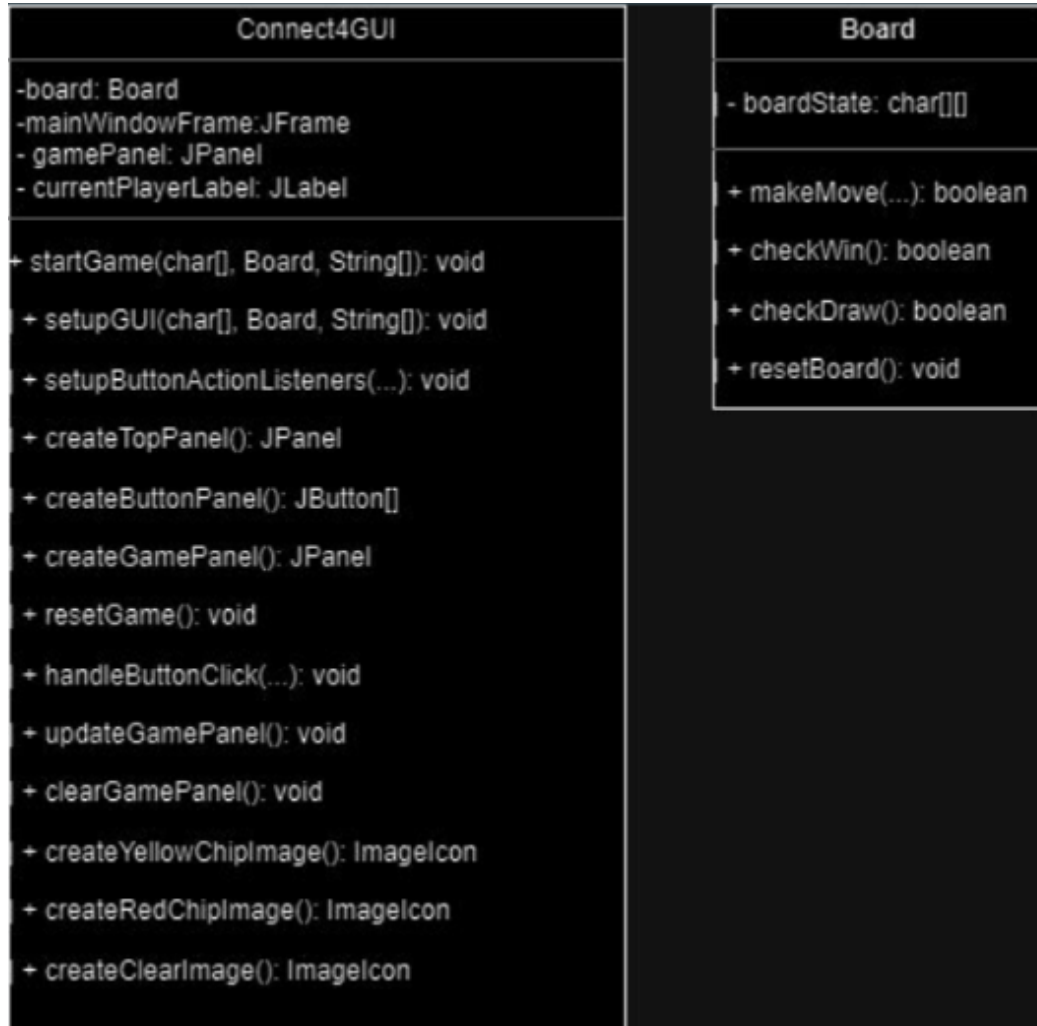 Connect4GUI
-board: Board
-mainWindowFrame:JFrame
- gamePanel: JPanel
- currentPlayerLabel: JLabel
+ startGame(char[], Board, String[]): void
+ setupGUI(char[], Board, String[]): void
+ setupButtonActionListeners(...): void
+ createTopPanel(): JPanel
+ createButtonPanel(): JButton[]
+ createGamePanel(): JPanel
+ resetGame(): void
+ handleButtonClick(...): void
+ updateGamePanel(): void
+ clearGamePanel(): void
+ createYellowChipImage(): ImageIcon
+ createRedChipImage(): ImageIcon
+ createClearImage(): ImageIcon
Board
- boardState: char[][]
+ makeMove(...): boolean
+ checkWin(): boolean
+ checkDraw(): boolean
+ resetBoard(): void